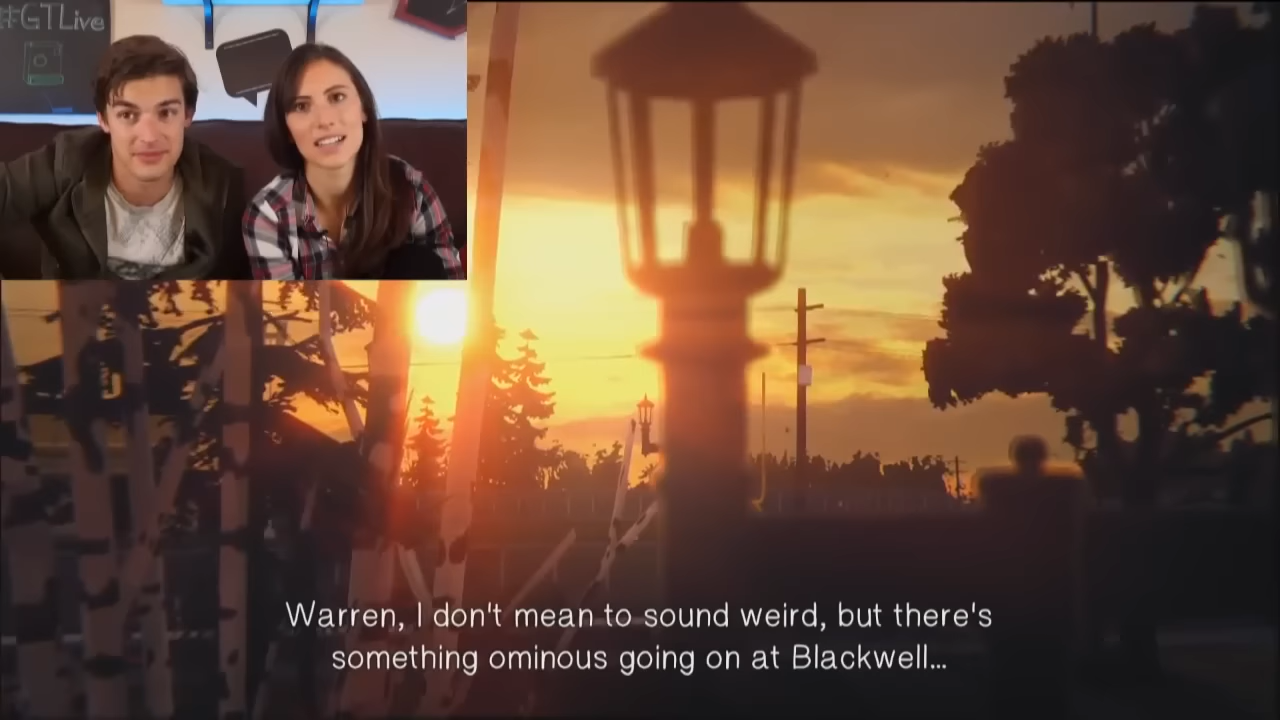 #GTLive
Warren, I don't mean to sound weird, but there's
something ominous going on at Blackwell...